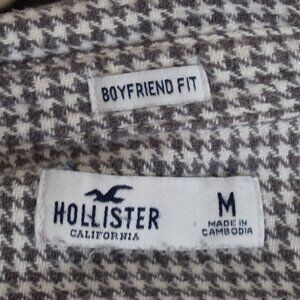 BOYFRIEND FIT
HOLLISTER
CALIFORNIA
M
MADE IN
CAMBODIA